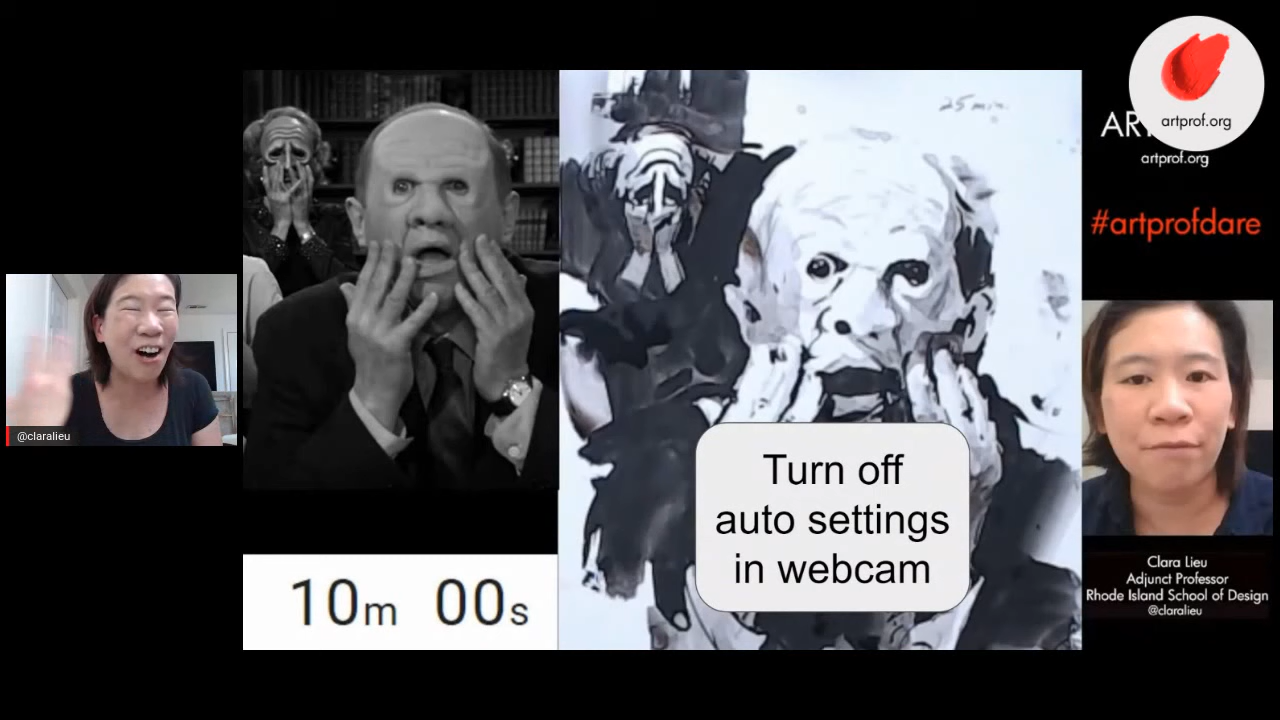 artprof.org
AR
artprof.org
#artprofdare
25 min.
@claralieu
Turn off
auto settings
in webcam
10m 00s
Clara Lieu
Adjunct Professor
Rhode Island School of Design
@claralieu